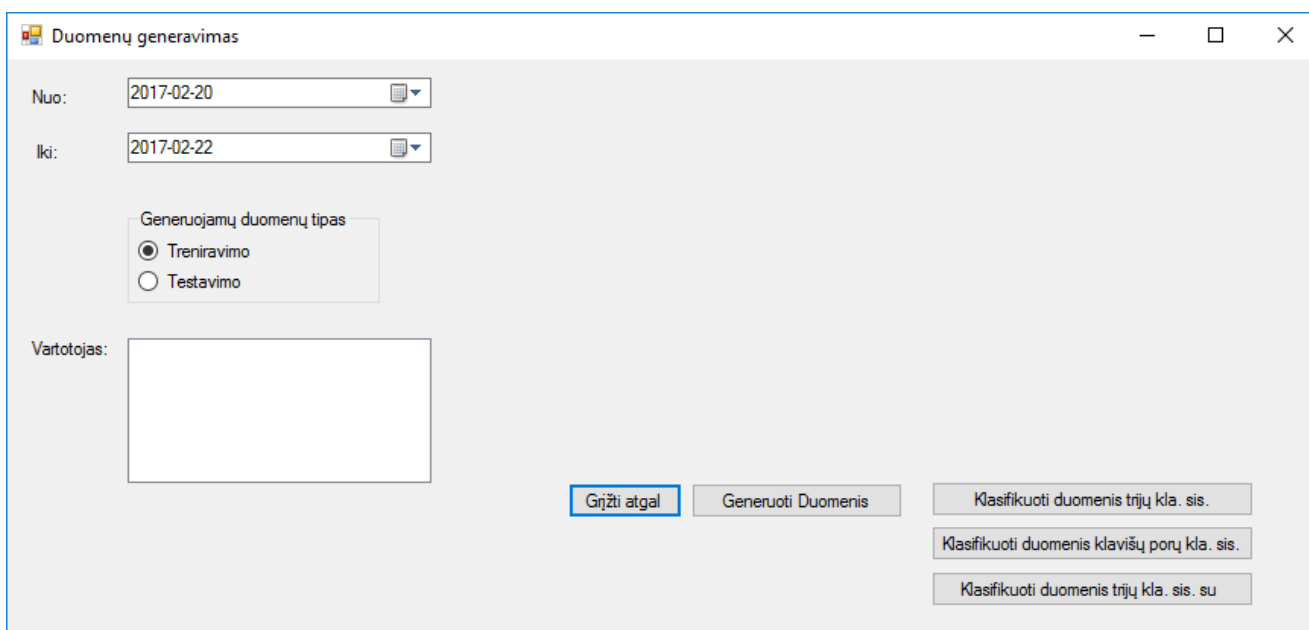 Duomenų generavimas
Nuo:
2017-02-20
Iki:
2017-02-22
Generuojamų duomenų tipas
Treniravimo
Testavimo
Vartotojas:
Grįžti atgal
Generuoti Duomenis
Klasifikuoti duomenis trijų kla. sis.
Klasifikuoti duomenis klavišų porų kla. sis.
Klasifikuoti duomenis trijų kla. sis. su